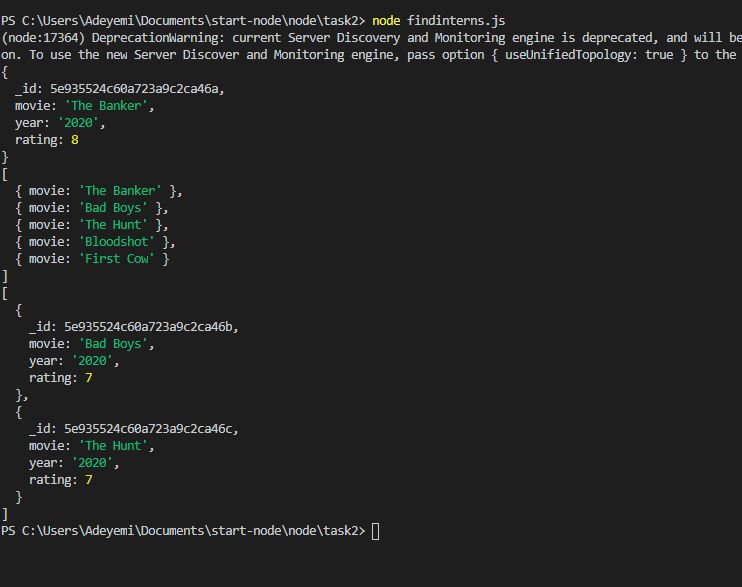 PS C:\Users\Adeyemi\Documents\start-node\node\task2> node findinterns.js
(node:17364) DeprecationWarning: current Server Discovery and Monitoring engine is deprecated, and will be
on. To use the new Server Discover and Monitoring engine, pass option { useUnifiedTopology: true } to the
{
  _id: 5e935524c60a723a9c2ca46a,
  movie: 'The Banker',
  year: '2020',
  rating: 8
}
[
  { movie: 'The Banker' },
  { movie: 'Bad Boys' },
  { movie: 'The Hunt' },
  { movie: 'Bloodshot' },
  { movie: 'First Cow' }
]
[
  {
    _id: 5e935524c60a723a9c2ca46b,
    movie: 'Bad Boys',
    year: '2020',
    rating: 7
  },
  {
    _id: 5e935524c60a723a9c2ca46c,
    movie: 'The Hunt',
    year: '2020',
    rating: 7
  }
]
PS C:\Users\Adeyemi\Documents\start-node\node\task2>